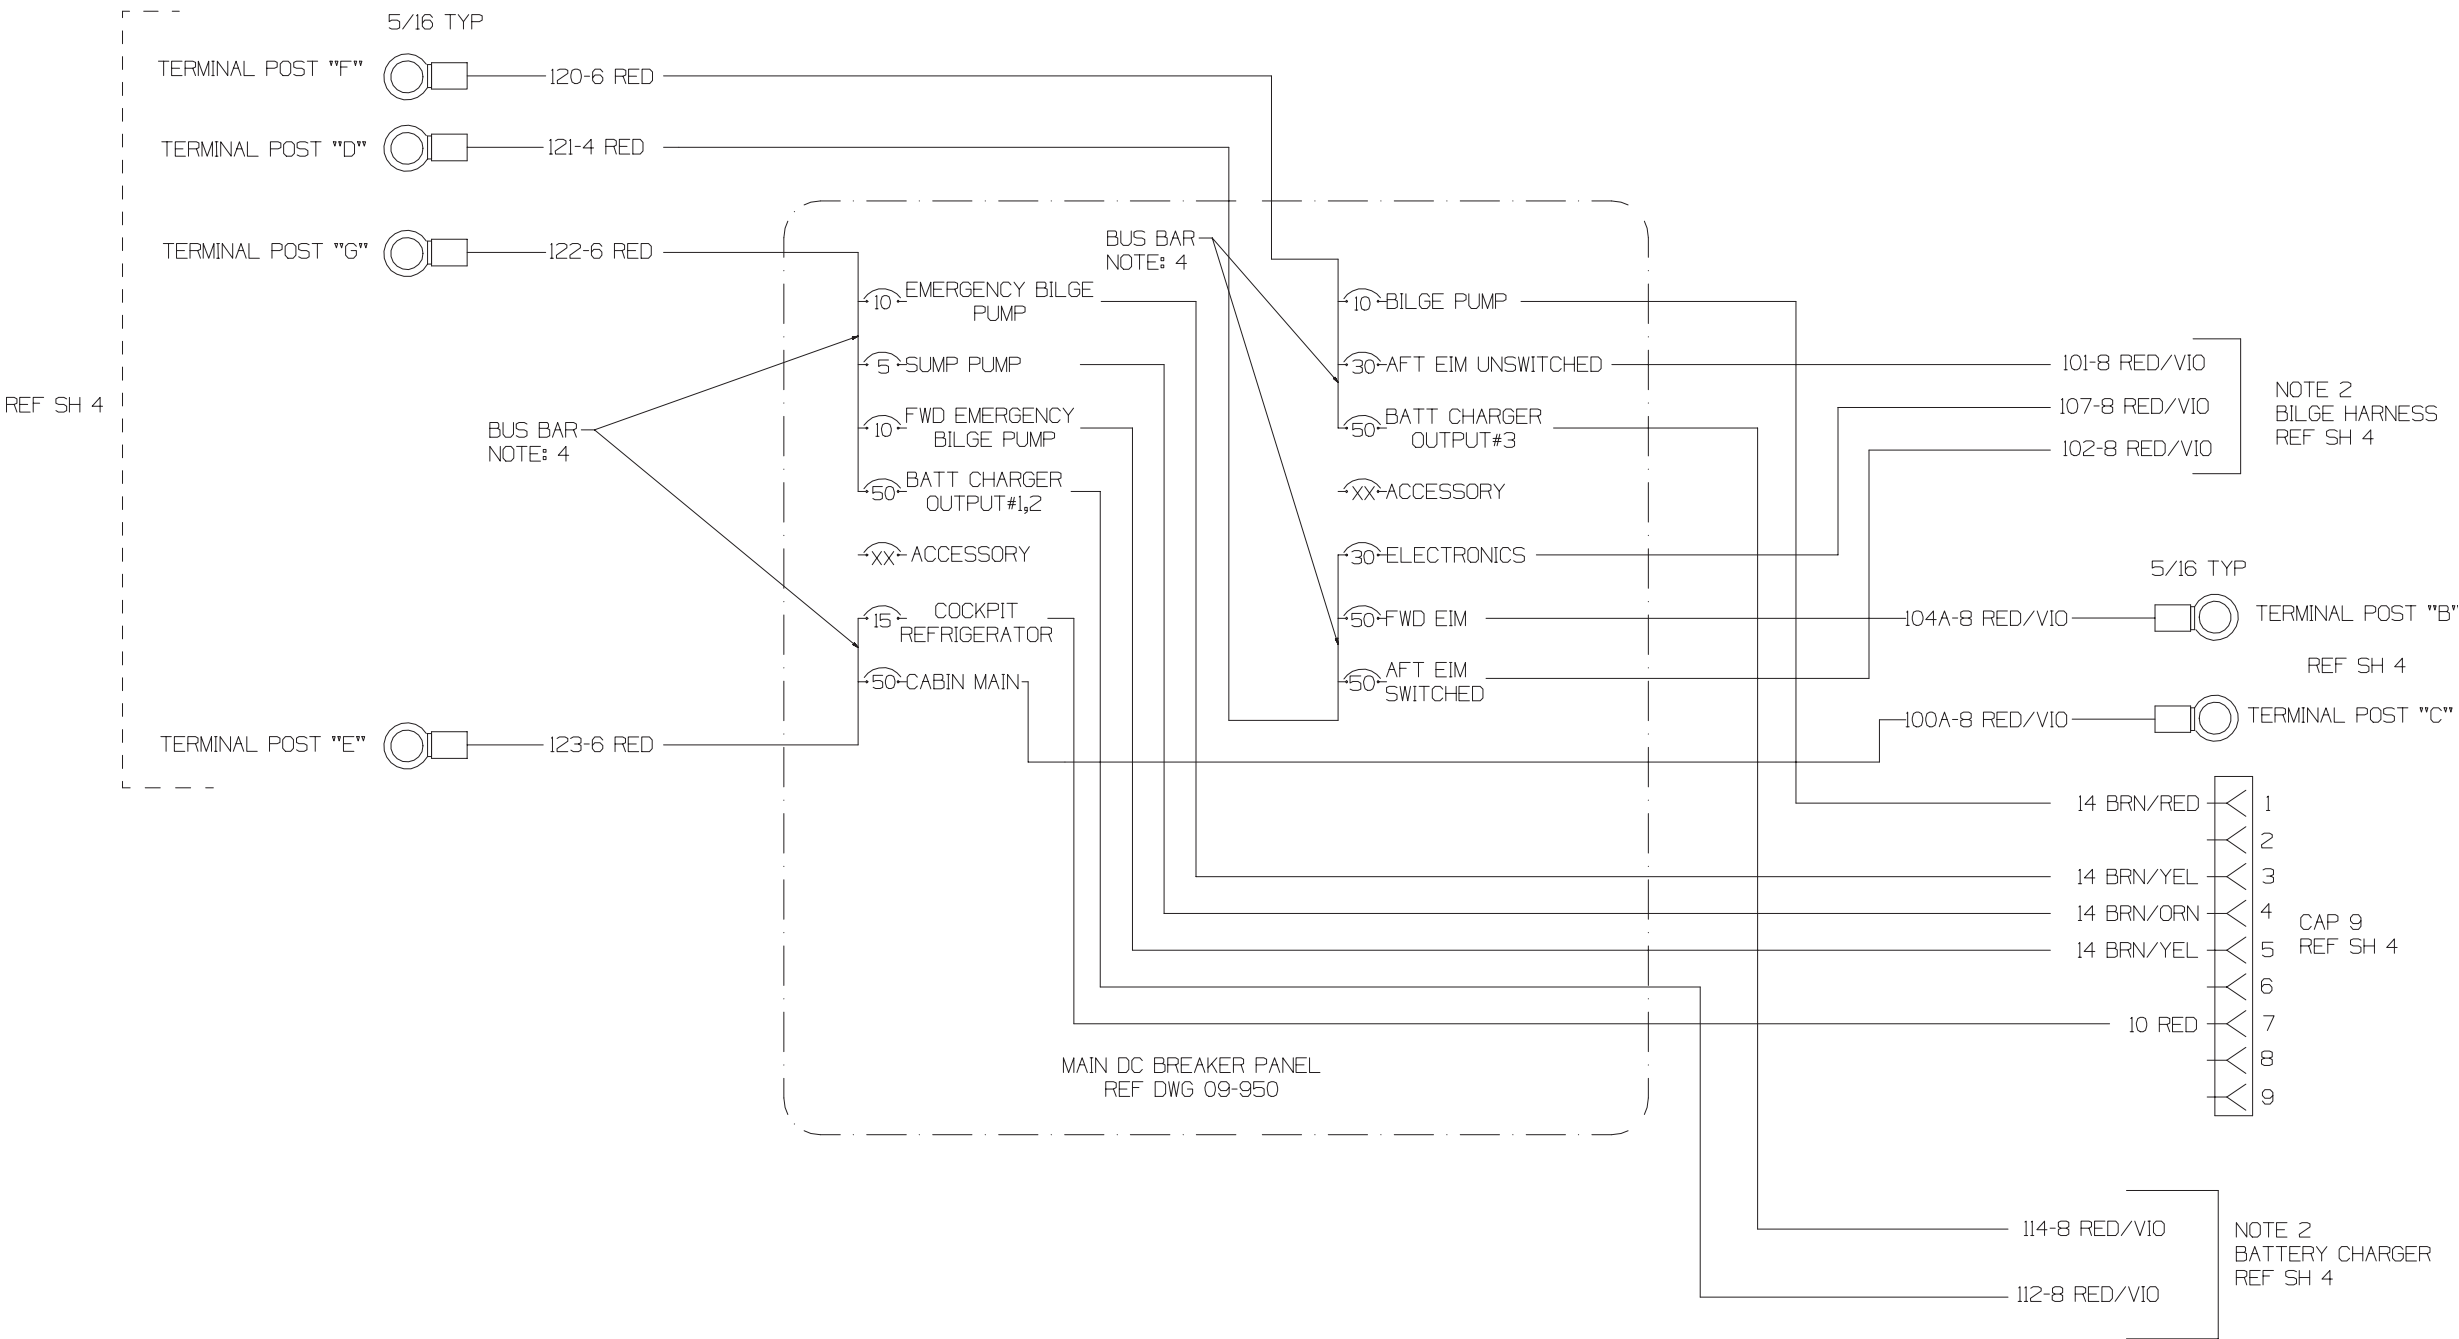 5/16 TYP
TERMINAL POST "F"
120-6 RED
TERMINAL POST "D"
121-4 RED
TERMINAL POST "G"
122-6 RED
REF SH 4
BUS BAR
NOTE: 4
TERMINAL POST "E"
123-6 RED
10
EMERGENCY BILGE
PUMP
5
SUMP PUMP
10
FWD EMERGENCY
BILGE PUMP
50
BATT CHARGER
OUTPUT#1,2
XX
ACCESSORY
15
COCKPIT
REFRIGERATOR
50
CABIN MAIN
BUS BAR
NOTE: 4
10
BILGE PUMP
30
AFT EIM UNSWITCHED
50
BATT CHARGER
OUTPUT#3
XX
ACCESSORY
30
ELECTRONICS
50
FWD EIM
50
AFT EIM
SWITCHED
MAIN DC BREAKER PANEL
REF DWG 09-950
101-8 RED/VIO
107-8 RED/VIO
102-8 RED/VIO
NOTE 2
BILGE HARNESS
REF SH 4
5/16 TYP
104A-8 RED/VIO
TERMINAL POST "B"
REF SH 4
100A-8 RED/VIO
TERMINAL POST "C"
14 BRN/RED
1
2
14 BRN/YEL
3
14 BRN/ORN
4
14 BRN/YEL
5
6
10 RED
7
8
9
CAP 9
REF SH 4
114-8 RED/VIO
112-8 RED/VIO
NOTE 2
BATTERY CHARGER
REF SH 4